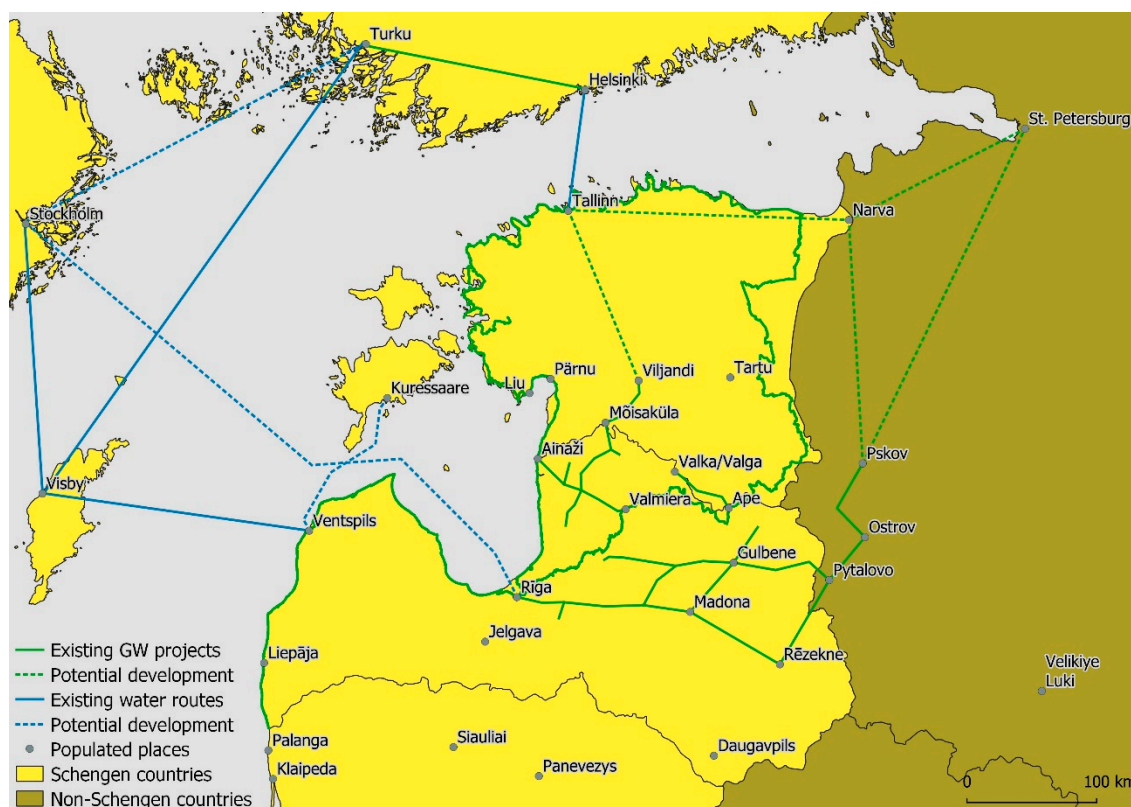 Turku
Helsinki
St. Petersburg
Stockholm
Tallinn
Narva
Kuressaare
Liu
Pärnu
Viljandi
Tartu
Mõisaküla
Ainaži
Valka/Valga
Pskov
Visby
Ventspils
Valmiera
Ape
Ostrov
Gulbene
Pytalovo
Rīga
Madona
Jelgava
Liepāja
Rēzekne
Velikiye
Luki
Palanga
Siauliai
Daugavpils
Klaipeda
Panevezys
Existing GW projects
Potential development
Existing water routes
Potential development
Populated places
Schengen countries
Non-Schengen countries
0 100 km